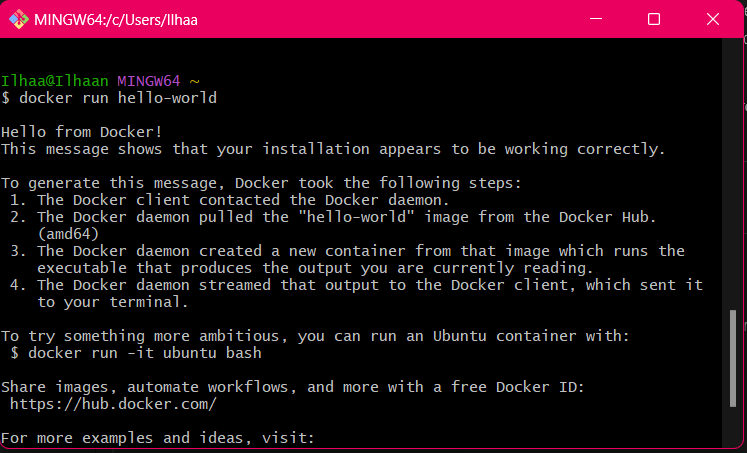 MINGW64:/c/Users/Ilhaa
Ilhaa@Ilhaan MINGW64 ~
$ docker run hello-world
Hello from Docker!
This message shows that your installation appears to be working correctly.
To generate this message, Docker took the following steps:
1. The Docker client contacted the Docker daemon.
2. The Docker daemon pulled the "hello-world" image from the Docker Hub.
(amd64)
3. The Docker daemon created a new container from that image which runs the
executable that produces the output you are currently reading.
4. The Docker daemon streamed that output to the Docker client, which sent it
to your terminal.
To try something more ambitious, you can run an Ubuntu container with:
$ docker run -it ubuntu bash
Share images, automate workflows, and more with a free Docker ID:
https://hub.docker.com/
For more examples and ideas, visit: